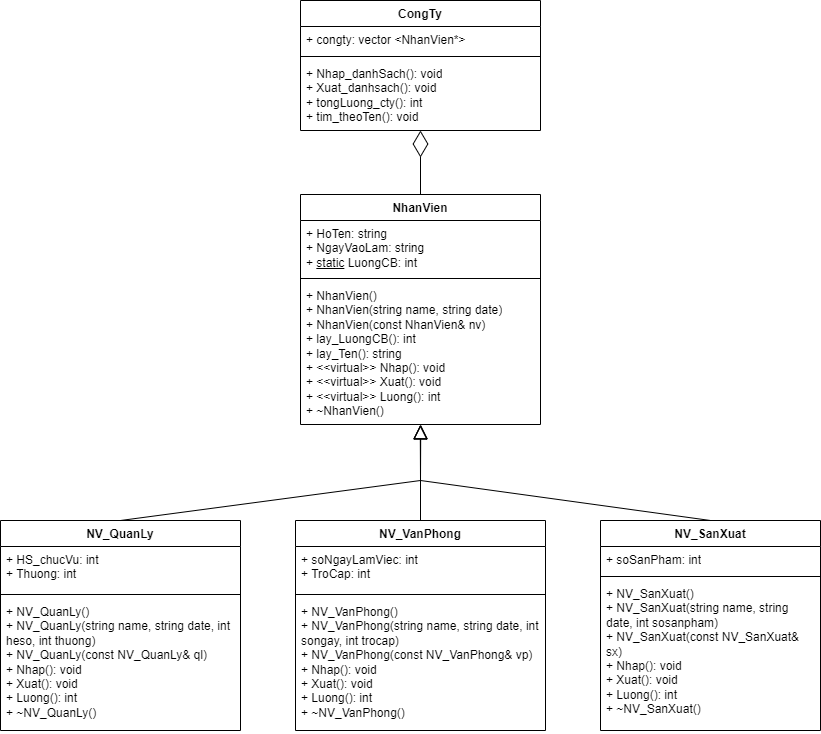 CongTy
+ congty: vector <NhanVien*>
+ Nhap_danhSach(): void
+ Xuat_danhsach(): void
+ tongLuong_cty(): int
+ tim_theoTen(): void
NhanVien
+ HoTen: string
+ NgayVaoLam: string
+ static LuongCB: int
+ NhanVien()
+ NhanVien(string name, string date)
+ NhanVien(const NhanVien& nv)
+ lay_LuongCB(): int
+ lay_Ten(): string
+ <<virtual>> Nhap(): void
+ <<virtual>> Xuat(): void
+ <<virtual>> Luong(): int
+ ~NhanVien()
NV_QuanLy
+ HS_chucVu: int
+ Thuong: int
+ NV_QuanLy()
+ NV_QuanLy(string name, string date, int
heso, int thuong)
+ NV_QuanLy(const NV_QuanLy& ql)
+ Nhap(): void
+ Xuat(): void
+ Luong(): int
+ ~NV_QuanLy()
NV_VanPhong
+ soNgayLamViec: int
+ TroCap: int
+ NV_VanPhong()
+ NV_VanPhong(string name, string date, int
songay, int trocap)
+ NV_VanPhong(const NV_VanPhong& vp)
+ Nhap(): void
+ Xuat(): void
+ Luong(): int
+ ~NV_VanPhong()
NV_SanXuat
+ soSanPham: int
+ NV_SanXuat()
+ NV_SanXuat(string name, string
date, int sosanpham)
+ NV_SanXuat(const NV_SanXuat&
sx)
+ Nhap(): void
+ Xuat(): void
+ Luong(): int
+ ~NV_SanXuat()